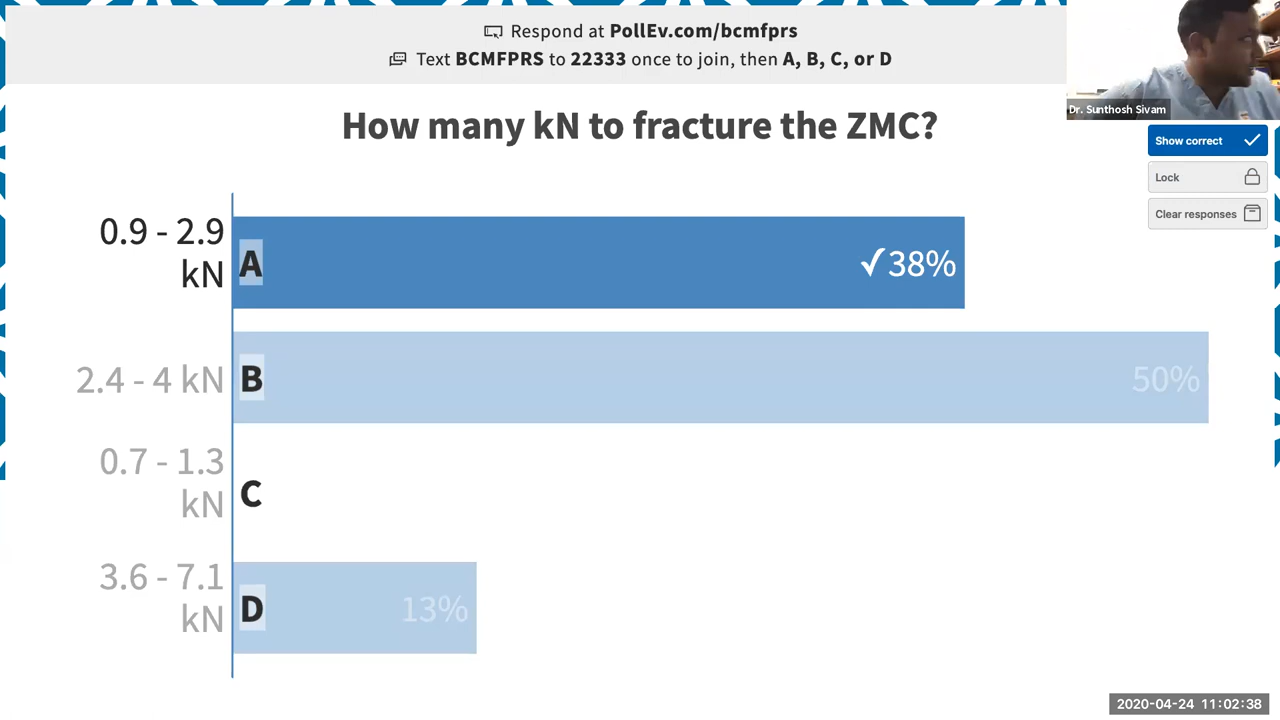 Respond at PollEv.com/bcmfprs
Text BCMFPRS to 22333 once to join, then A, B, C, or D
Dr. Sunthosh Sivam
How many kN to fracture the ZMC?
Show correct
Lock
Clear responses
0.9 - 2.9
kN
A
✓38%
2.4 - 4 kN
B
50%
0.7 - 1.3
kN
C
3.6 - 7.1
kN
D
13%
2020-04-24 11:02:38